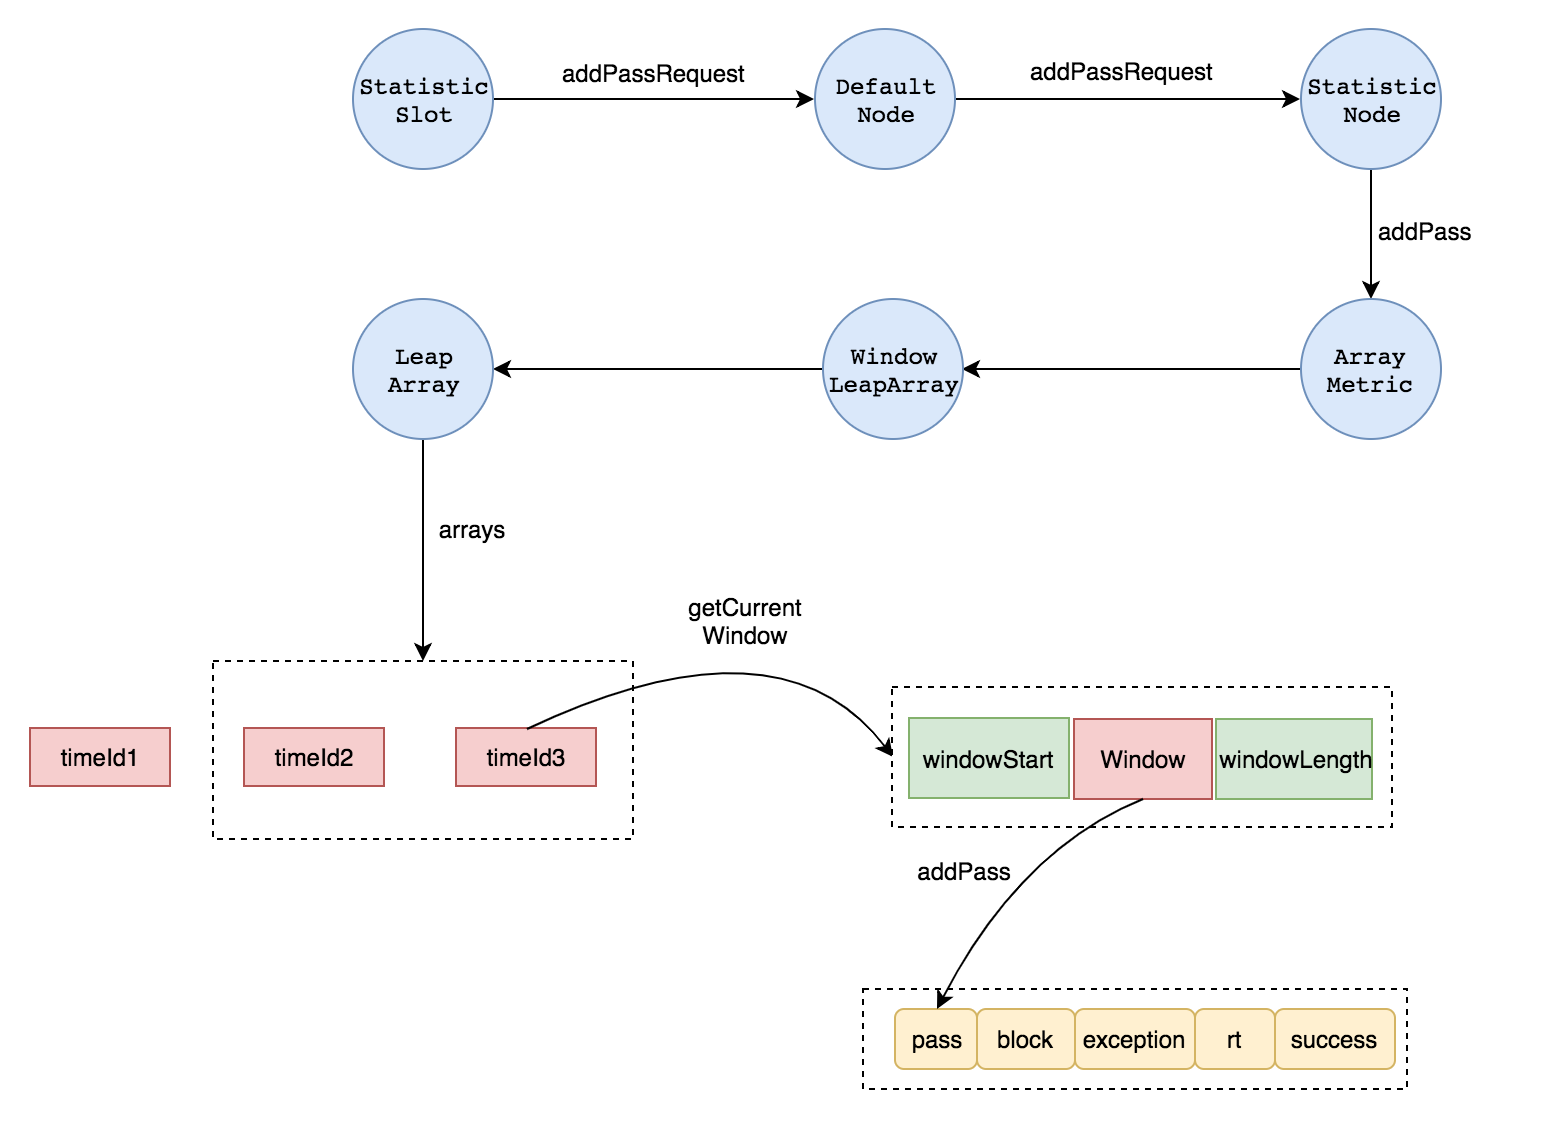 Statistic
Slot
addPassRequest
Default
Node
addPassRequest
Statistic
Node
addPass
Leap
Array
Window
LeapArray
Array
Metric
arrays
getCurrent
Window
timeId1
timeId2
timeId3
windowStart
Window
windowLength
addPass
pass
block
exception
rt
success